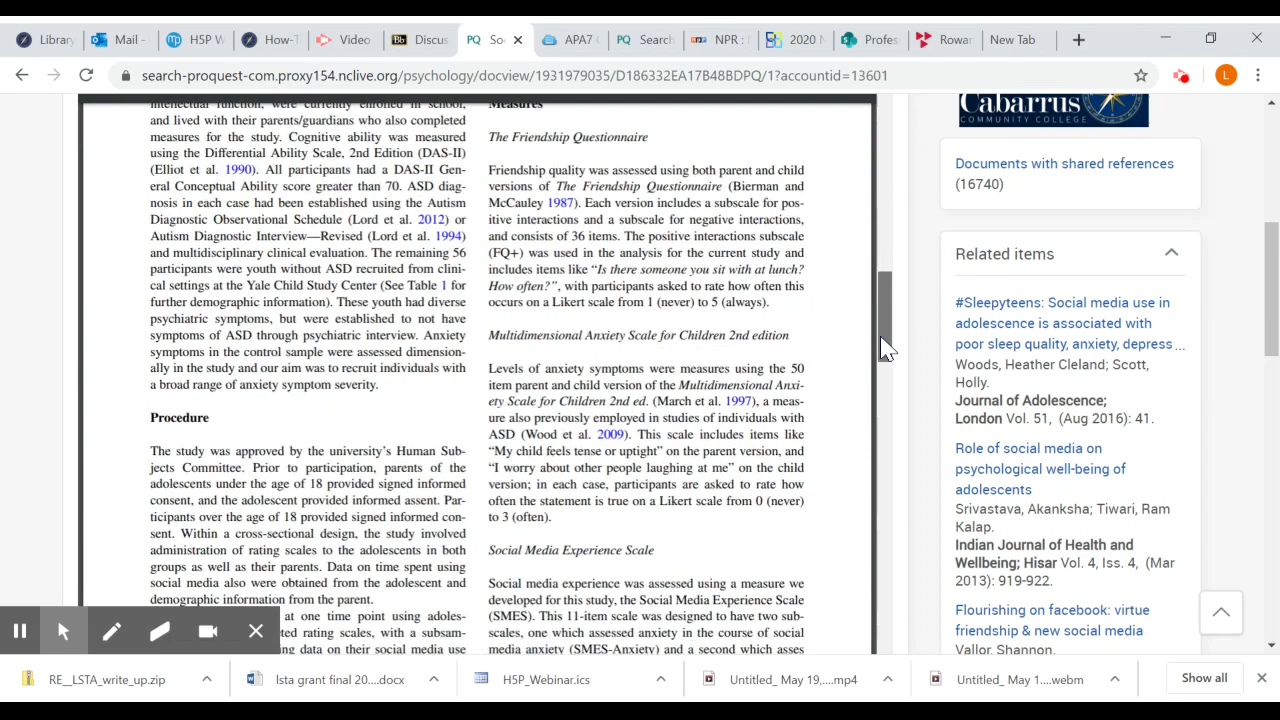 Library
Mail -
H5P W
How-T
Video
Bb
Discus
PQ
Soc
APA7
PQ
Search
npr
NPR : N
2020 N
Profes
Rowan
New Tab
search-proquest-com.proxy154.nclive.org/psychology/docview/1931979035/D186332EA17B48BDPQ/1?accountid=13601
L
intellectual function, were currently enrolled in school,
and lived with their parents/guardians who also completed
measures for the study. Cognitive ability was measured
using the Differential Ability Scale, 2nd Edition (DAS-II)
(Elliot et al. 1990). All participants had a DAS-II Gen-
eral Conceptual Ability score greater than 70. ASD diag-
nosis in each case had been established using the Autism
Diagnostic Observational Schedule (Lord et al. 2012) or
Autism Diagnostic Interview—Revised (Lord et al. 1994)
and multidisciplinary clinical evaluation. The remaining 56
participants were youth without ASD recruited from clini-
cal settings at the Yale Child Study Center (See Table 1 for
further demographic information). These youth had diverse
psychiatric symptoms, but were established to not have
symptoms of ASD through psychiatric interview. Anxiety
symptoms in the control sample were assessed dimension-
ally in the study and our aim was to recruit individuals with
a broad range of anxiety symptom severity.
Procedure
The study was approved by the university's Human Sub-
jects Committee. Prior to participation, parents of the
adolescents under the age of 18 provided signed informed
consent, and the adolescent provided informed assent. Par-
ticipants over the age of 18 provided signed informed con-
sent. Within a cross-sectional design, the study involved
administration of rating scales to the adolescents in both
groups as well as their parents. Data on time spent using
social media also were obtained from the adolescent and
demographic information from the parent.
at one time point using adoles-
ted rating scales, with a subsam-
ing data on their social media use
Measures
The Friendship Questionnaire
Friendship quality was assessed using both parent and child
versions of The Friendship Questionnaire (Bierman and
McCauley 1987). Each version includes a subscale for pos-
itive interactions and a subscale for negative interactions,
and consists of 36 items. The positive interactions subscale
(FQ+) was used in the analysis for the current study and
includes items like “Is there someone you sit with at lunch?
How often?”, with participants asked to rate how often this
occurs on a Likert scale from 1 (never) to 5 (always).
Multidimensional Anxiety Scale for Children 2nd edition
Levels of anxiety symptoms were measures using the 50
item parent and child version of the Multidimensional Anxi-
ety Scale for Children 2nd ed. (March et al. 1997), a meas-
ure also previously employed in studies of individuals with
ASD (Wood et al. 2009). This scale includes items like
“My child feels tense or uptight” on the parent version, and
“I worry about other people laughing at me” on the child
version; in each case, participants are asked to rate how
often the statement is true on a Likert scale from 0 (never)
to 3 (often).
Social Media Experience Scale
Social media experience was assessed using a measure we
developed for this study, the Social Media Experience Scale
(SMES). This 11-item scale was designed to have two sub-
scales, one which assessed anxiety in the course of social
media anxiety (SMES-Anxiety) and a second which asses
Cabarrus
COMMUNITY COLLEGE
Documents with shared references
(16740)
Related items
#Sleepyteens: Social media use in
adolescence is associated with
poor sleep quality, anxiety, depress ...
Woods, Heather Cleland; Scott,
Holly.
Journal of Adolescence;
London Vol. 51, (Aug 2016): 41.
Role of social media on
psychological well-being of
adolescents
Srivastava, Akanksha; Tiwari, Ram
Kalap.
Indian Journal of Health and
Wellbeing; Hisar Vol. 4, Iss. 4, (Mar
2013): 919-922.
Flourishing on facebook: virtue
friendship & new social media
Vallor, Shannon.
RE__LSTA_write_up.zip
lsta grant final 20....docx
H5P_Webinar.ics
Untitled_ May 19,....mp4
Untitled_ May 1....webm
Show all